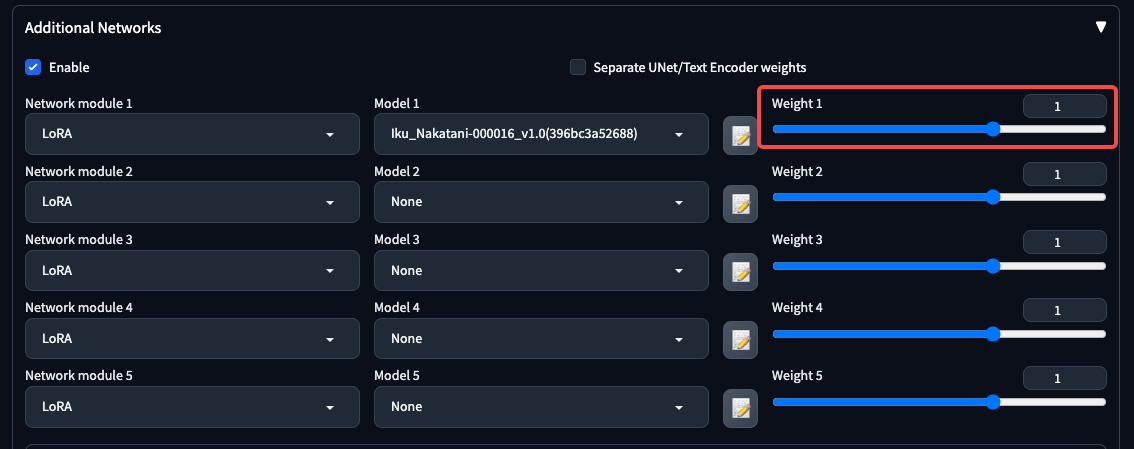 Additional Networks
Enable
Separate UNet/Text Encoder weights
Network module 1
Model 1
Weight 1
1
LoRA
Iku_Nakatani-000016_v1.0(396bc3a52688)
Network module 2
Model 2
Weight 2
1
LoRA
None
Network module 3
Model 3
Weight 3
1
LoRA
None
Network module 4
Model 4
Weight 4
1
LoRA
None
Network module 5
Model 5
Weight 5
1
LoRA
None